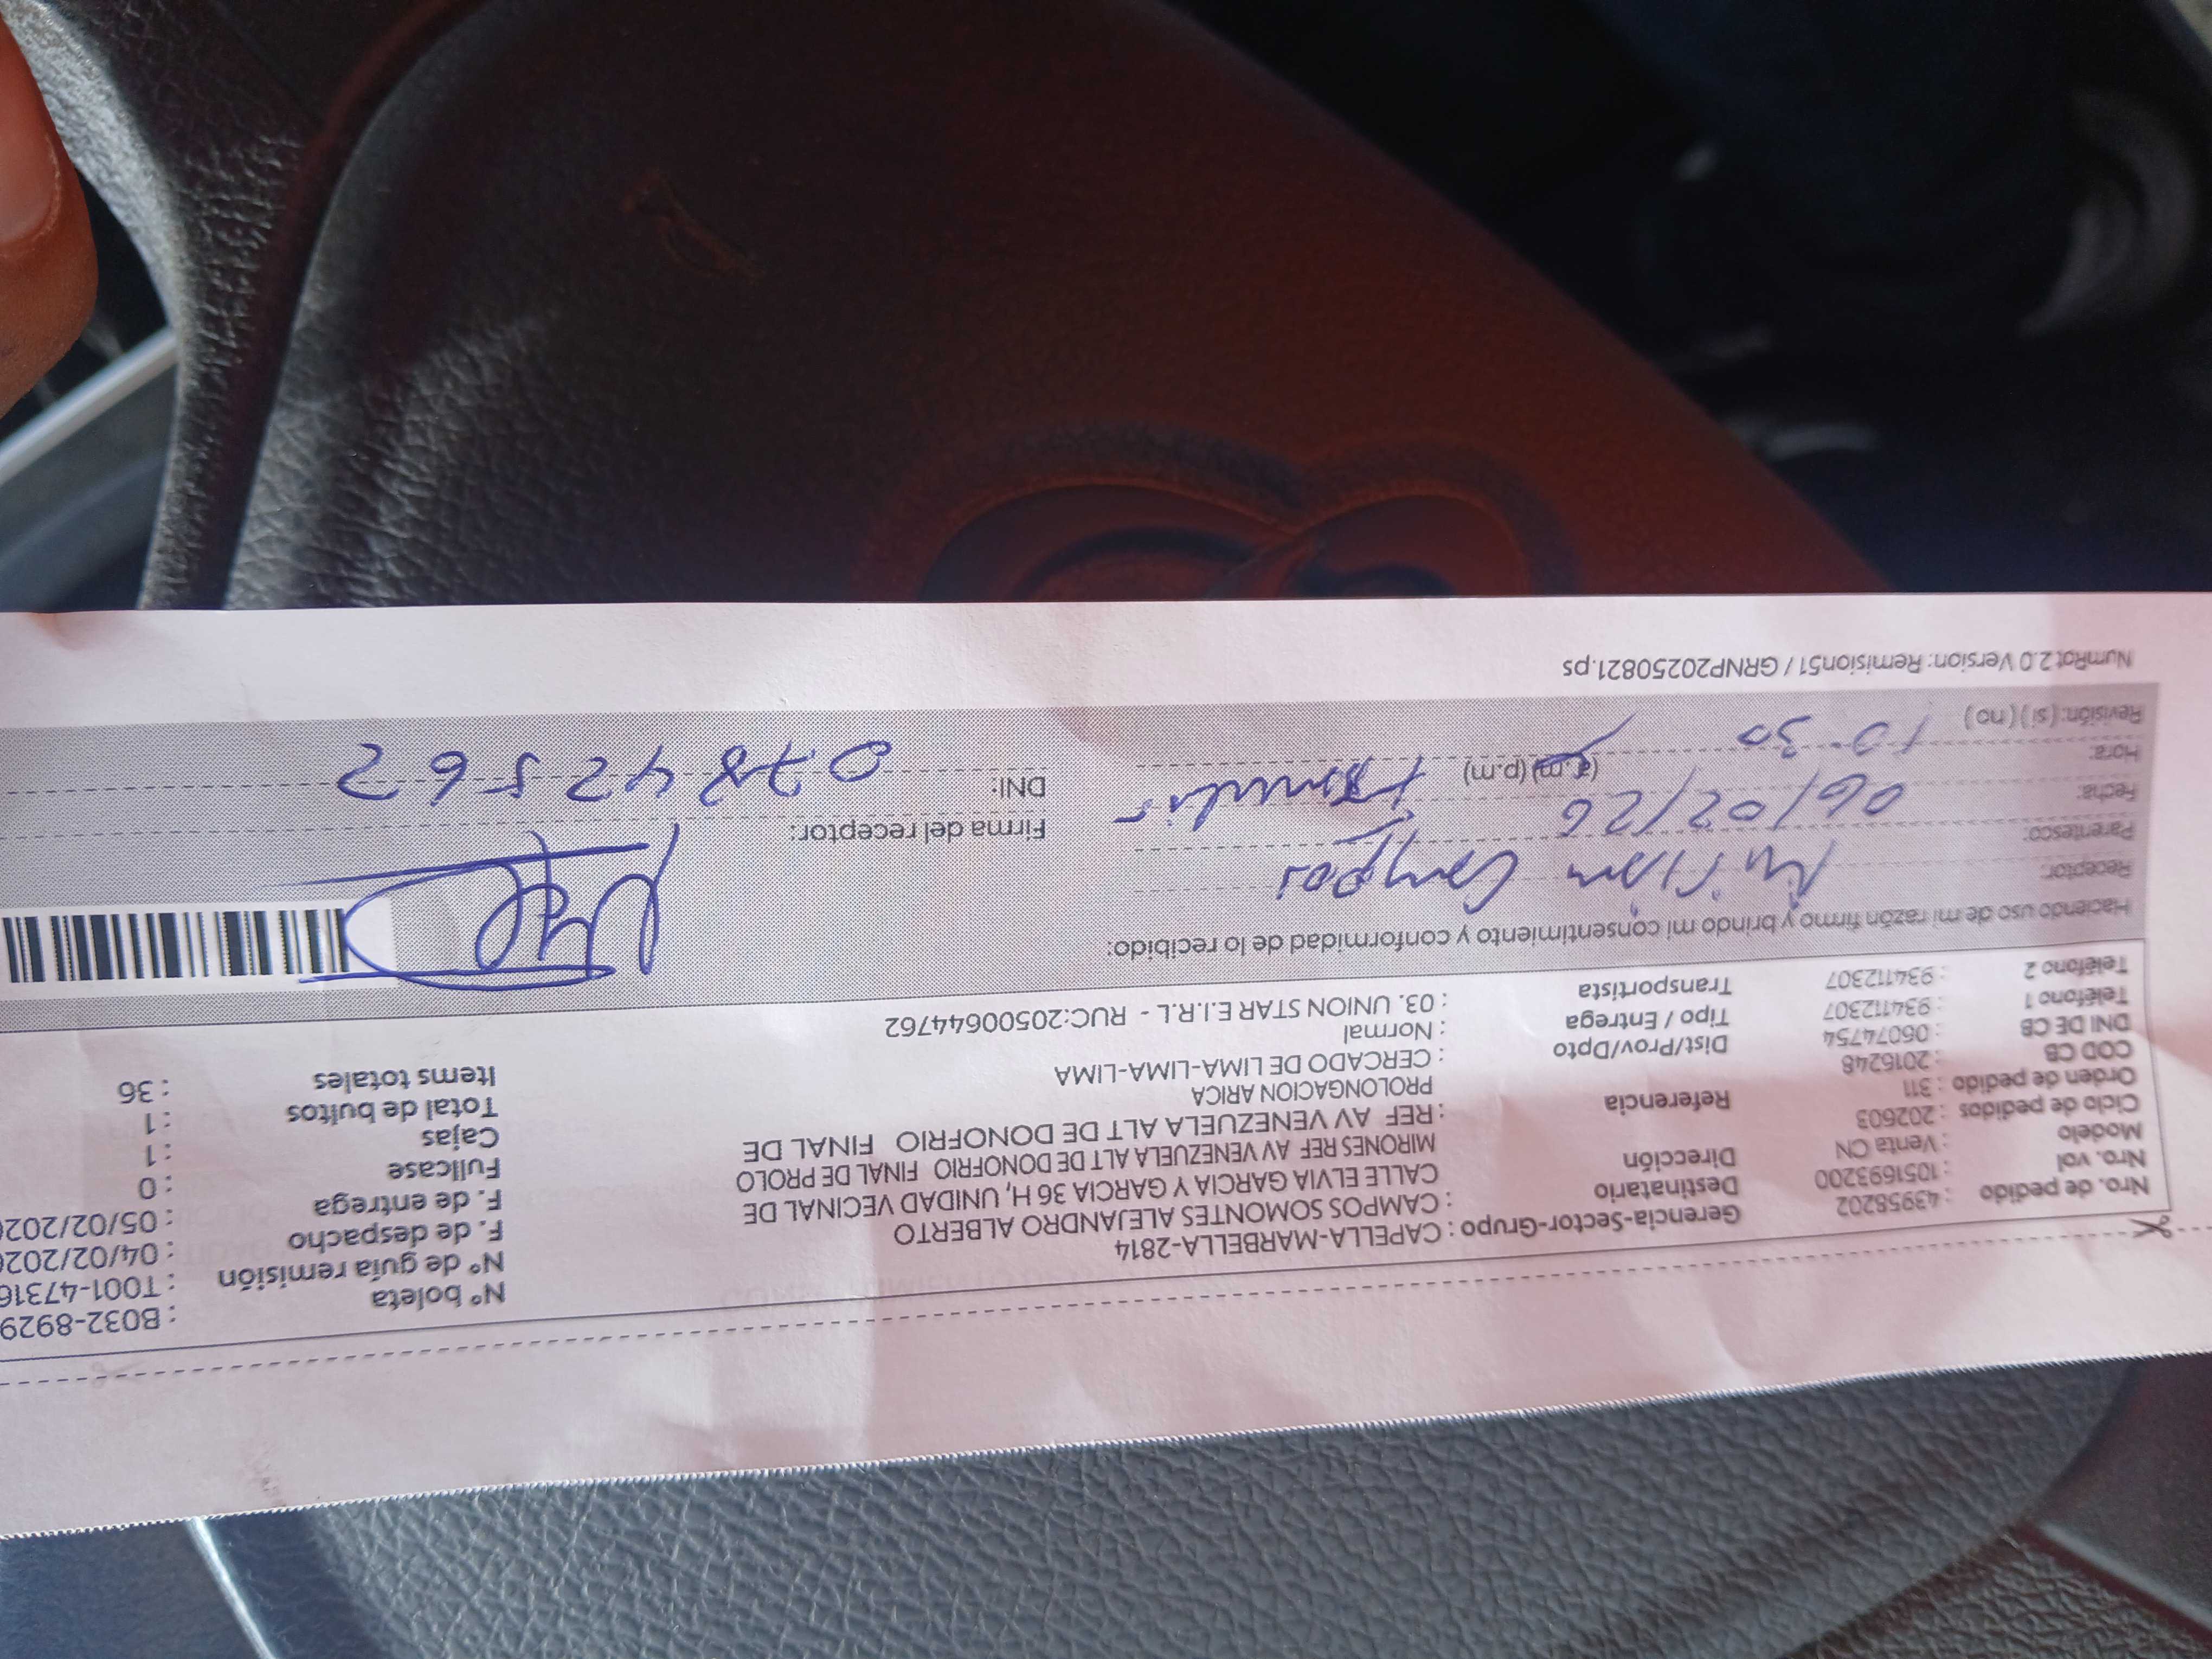 Nº boleta : B032-8929
Nº de guía remisión : T001-47316
F. de despacho : 04/02/202
F. de entrega : 05/02/202
Fullcase : 0
Cajas : 1
Total de bultos : 1
Items totales : 36
Gerencia-Sector-Grupo : CAPELLA-MARBELLA-2814
Destinatario : CAMPOS SOMONTES ALEJANDRO ALBERTO
Dirección CALLE ELVIA GARCIA Y GARCIA 36 H, UNIDAD VECINAL DE
MIRONES REF AV VENEZUELA ALT DE DONOFRIO FINAL DE PROLO
Referencia : REF AV VENEZUELA ALT DE DONOFRIO FINAL DE
PROLONGACION ARICA
Dist/Prov/Dpto : CERCADO DE LIMA-LIMA-LIMA
Tipo / Entrega : Normal
Transportista : 03. UNION STAR E.I.R.L - RUC:20500644762
Nro. de pedido : 43958202
Nro. vol : 1051693200
Modelo : Venta CN
Ciclo de pedidos : 202603
Orden de pedido : 311
COD CB : 2016248
DNI DE CB : 06074754
Teléfono 1 : 934112307
Teléfono 2 : 934112307
Haciendo uso de mi razón firmo y brindo mi consentimiento y conformidad de lo recibido:
Receptor: Campos
Parentesco:
Fecha: 06/02/26
Hora: 10-30 (a.m) (p.m)
Revisión: (si) (no)
Firma del receptor:
DNI: 078425562
NumRot 2.0 Version: Remision51 / GRNP20250821.ps